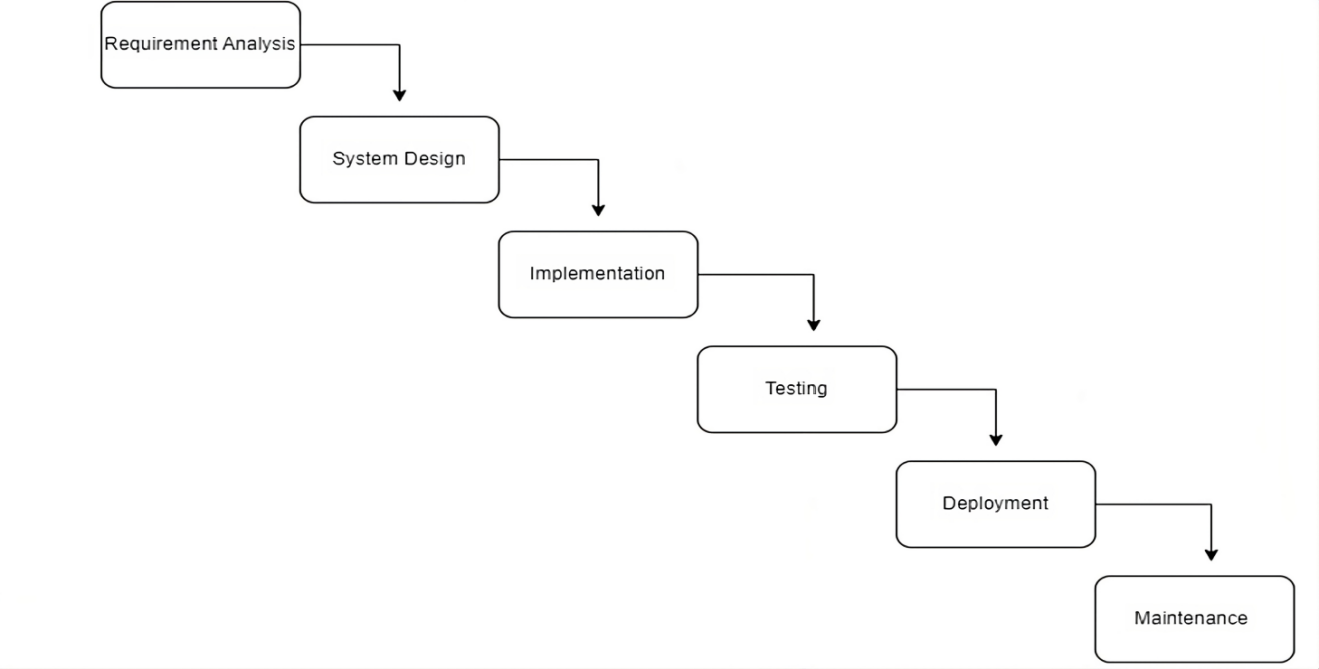 Requirement Analysis
System Design
Implementation
Testing
Deployment
Maintenance